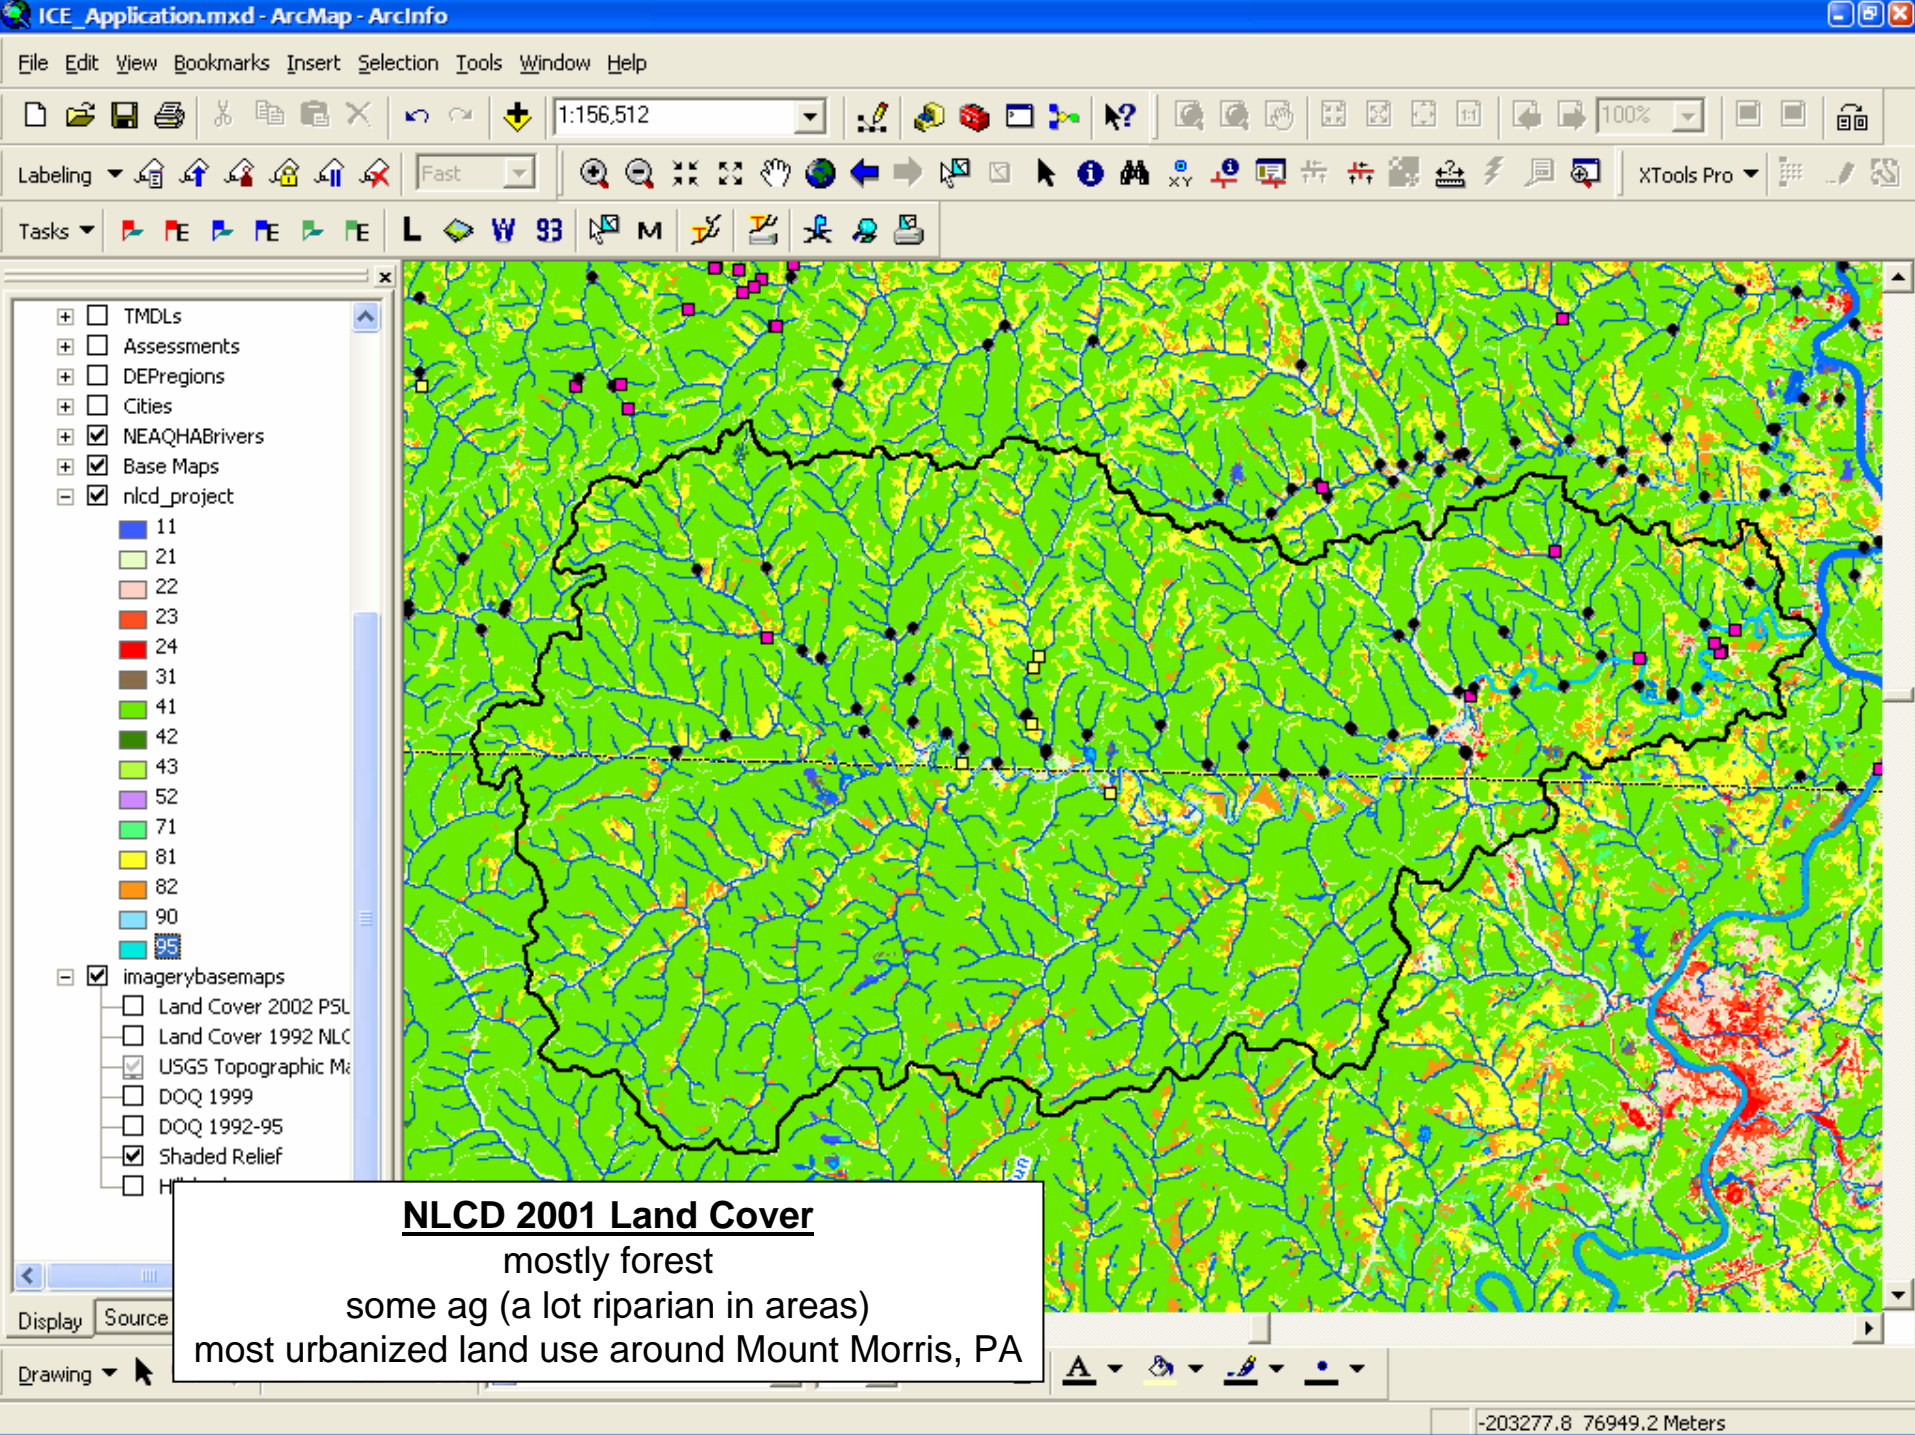 ICE_Application.mxd - ArcMap - ArcInfo
File Edit View Bookmarks Insert Selection Tools Window Help
1:156,512
100%
Labeling
Fast
XTools Pro
Tasks
L
W
93
M
TMDLs
Assessments
DEPregions
Cities
NEAQHABrivers
Base Maps
nlcd_project
11
21
22
23
24
31
41
42
43
52
71
81
82
90
95
imagerybasemaps
Land Cover 2002 PSU
Land Cover 1992 NLC
USGS Topographic Ma
DOQ 1999
DOQ 1992-95
Shaded Relief
Display Source
NLCD 2001 Land Cover
mostly forest
some ag (a lot riparian in areas)
most urbanized land use around Mount Morris, PA
Drawing
A
-203277.8 76949.2 Meters